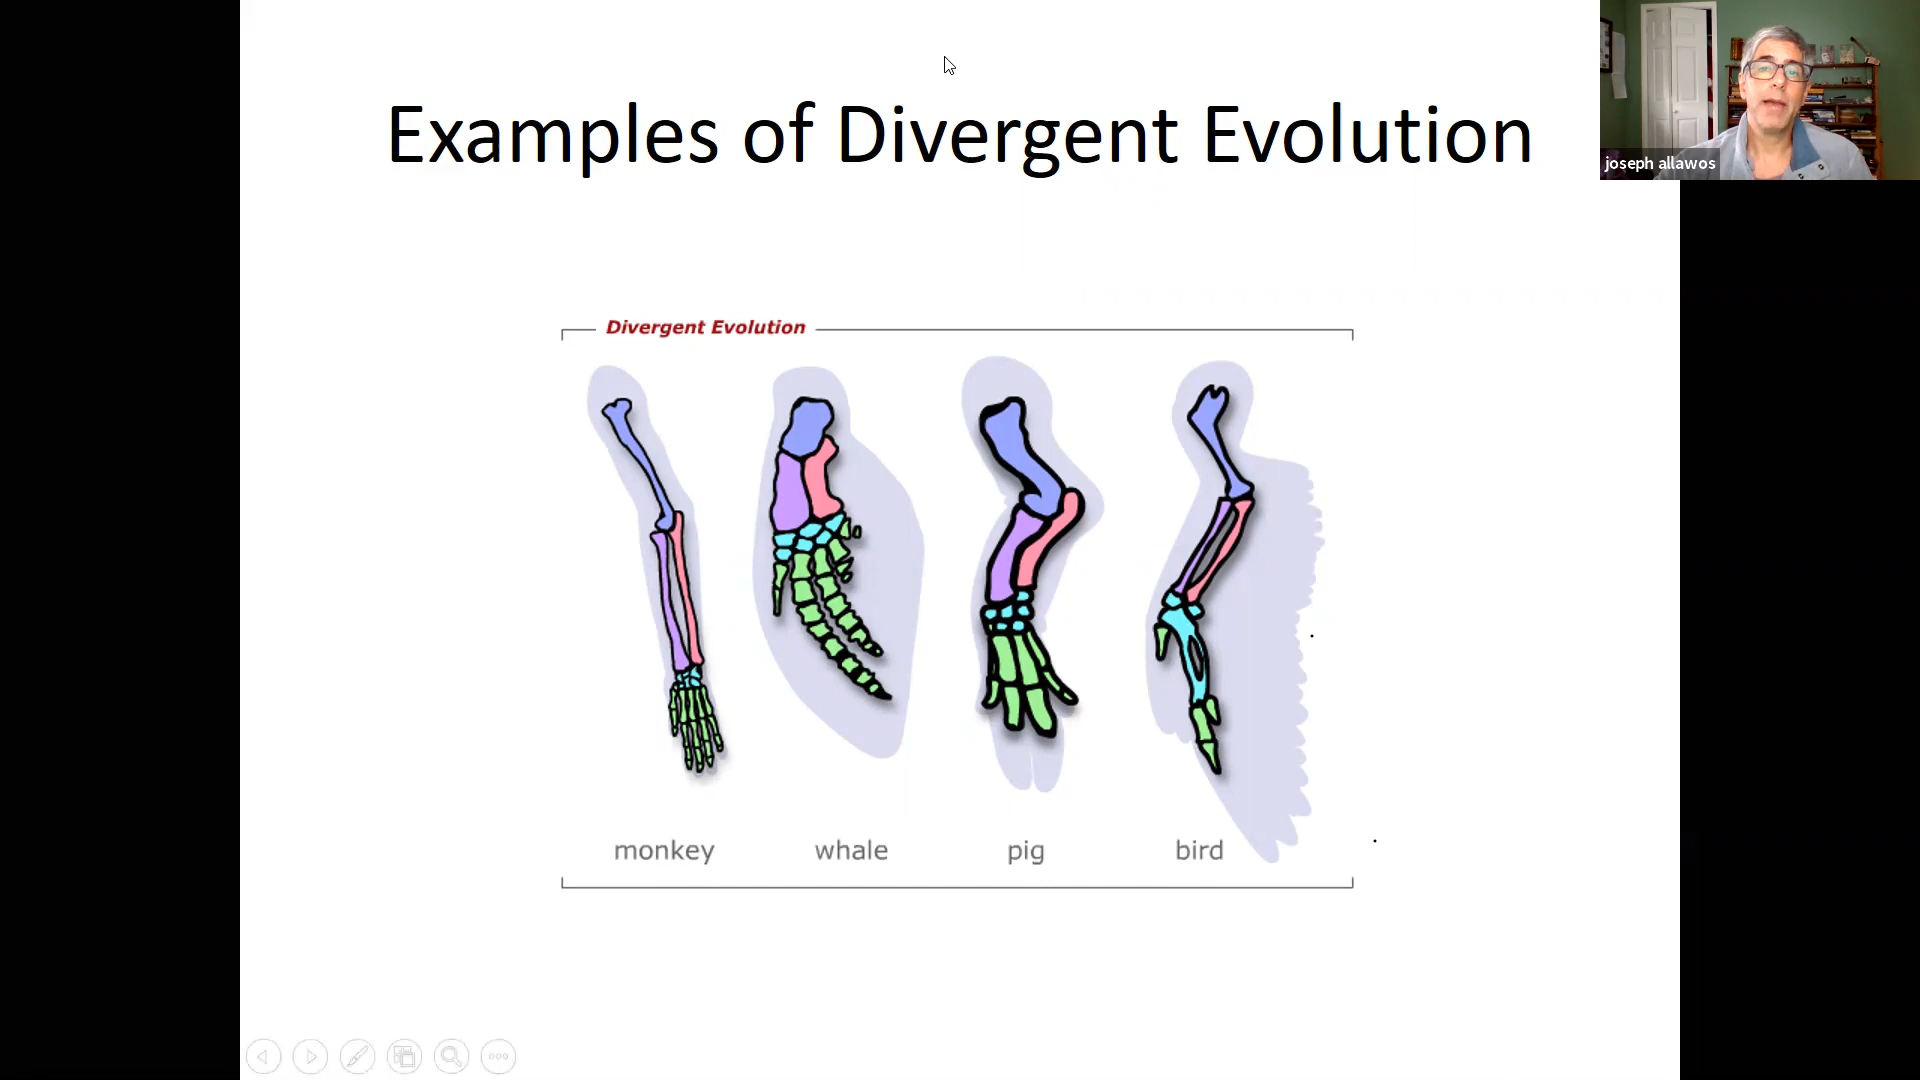 Examples of Divergent Evolution
joseph allawos
Divergent Evolution
monkey whale pig bird